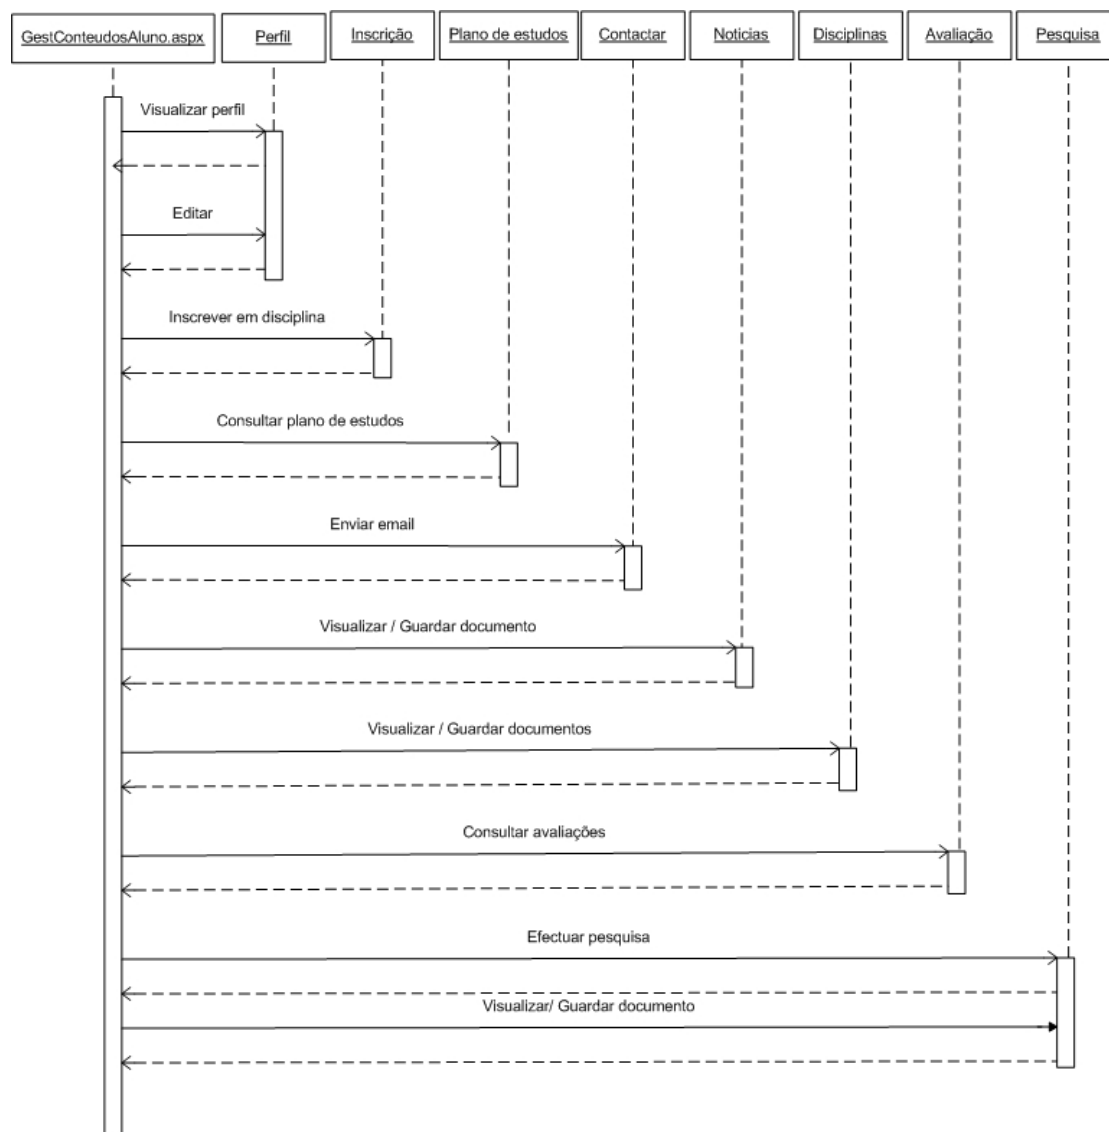 GestConteudosAluno.aspx
Perfil
Inscrição
Plano de estudos
Contactar
Noticias
Disciplinas
Avaliação
Pesquisa
Visualizar perfil
Editar
Inscrever em disciplina
Consultar plano de estudos
Enviar email
Visualizar / Guardar documento
Visualizar / Guardar documentos
Consultar avaliações
Efectuar pesquisa
Visualizar/ Guardar documento